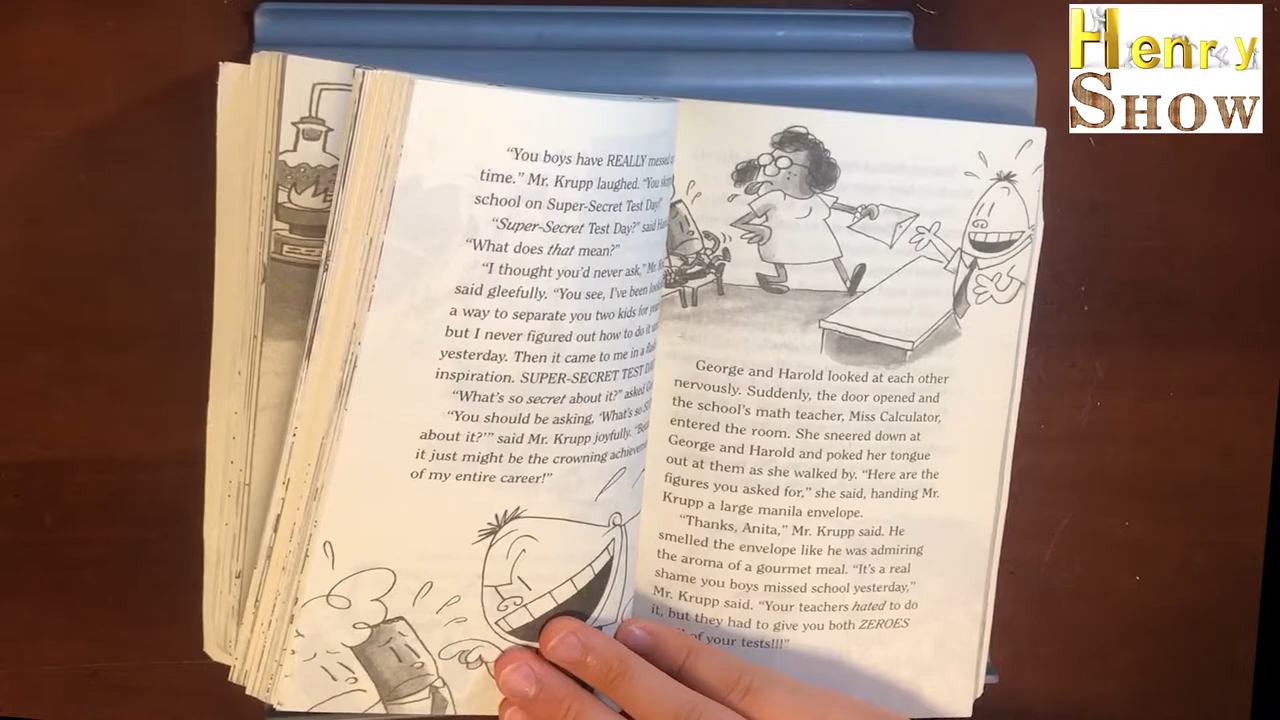 Henry
SHOW
"You boys have REALLY messed
time." Mr. Krupp laughed. "You
school on Super-Secret Test Day!"
"Super-Secret Test Day?" said
"What does that mean?"
"I thought you'd never ask," Mr.
said gleefully. "You see, I've been
a way to separate you two kids for
but I never figured out how to do it
yesterday. Then it came to me in a
inspiration. SUPER-SECRET TEST
"What's so secret about it?" asked
"You should be asking, 'What's so
about it?'" said Mr. Krupp joyfully.
it just might be the crowning
of my entire career!"
George and Harold looked at each other
nervously. Suddenly, the door opened and
the school's math teacher, Miss Calculator,
entered the room. She sneered down at
George and Harold and poked her tongue
out at them as she walked by. "Here are the
figures you asked for," she said, handing Mr.
Krupp a large manila envelope.
"Thanks, Anita," Mr. Krupp said. He
smelled the envelope like he was admiring
the aroma of a gourmet meal. "It's a real
shame you boys missed school yesterday,"
Mr. Krupp said. "Your teachers hated to do
it, but they had to give you both ZEROES
of your tests!!!"